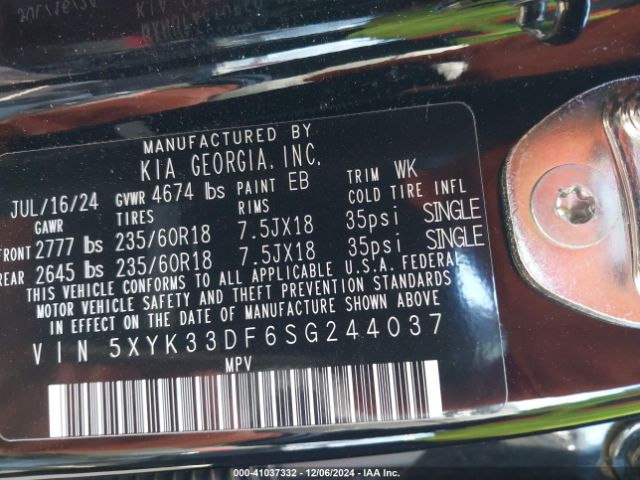 MANUFACTURED BY
KIA GEORGIA, INC.
JUL/16/24 GVWR 4674 lbs PAINT EB TRIM WK
GAWR TIRES RIMS COLD TIRE INFL
FRONT 2777 lbs 235/60R18 7.5JX18 35psi SINGLE
REAR 2645 lbs 235/60R18 7.5JX18 35psi SINGLE
THIS VEHICLE CONFORMS TO ALL APPLICABLE U.S.A. FEDERAL
MOTOR VEHICLE SAFETY AND THEFT PREVENTION STANDARDS
IN EFFECT ON THE DATE OF MANUFACTURE SHOWN ABOVE
VIN 5XYK33DF6SG244037
MPV
000-41037332 - 12/06/2024 - IAA Inc.